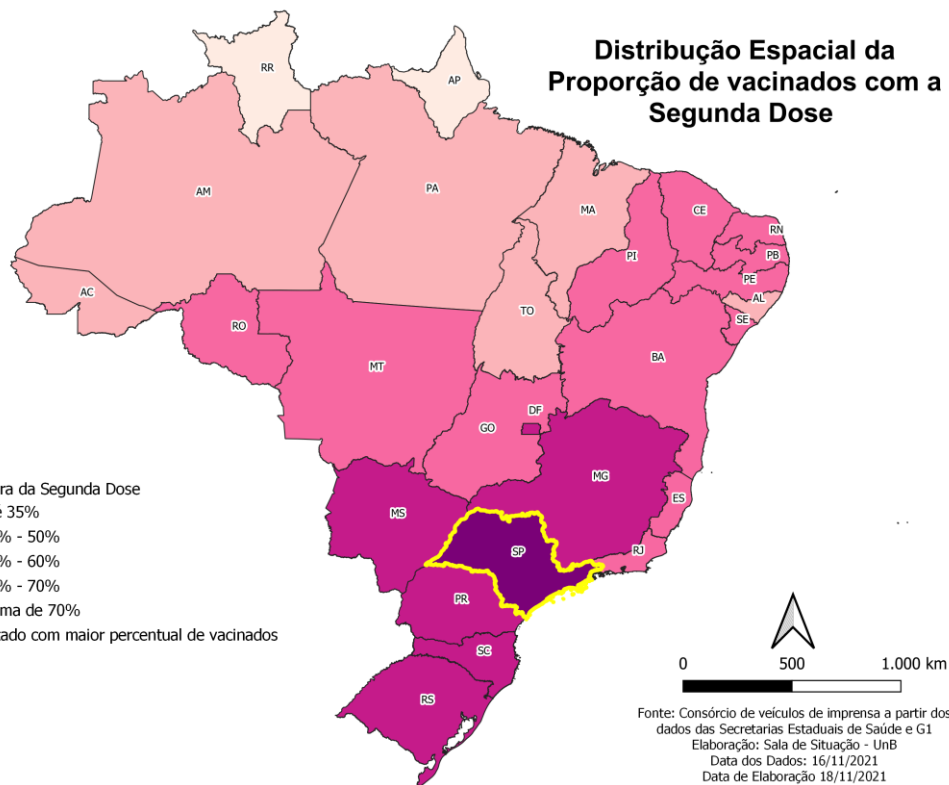 Distribução Espacial da
Proporção de vacinados com a
Segunda Dose
RR
AP
AM
PA
MA
CE
RN
PI
PB
PE
AC
TO
AL
SE
RO
BA
MT
DF
GO
MG
ES
MS
SP
RJ
PR
SC
RS
ra da Segunda Dose
35%
% - 50%
% - 60%
% - 70%
ma de 70%
tado com maior percentual de vacinados
0 500 1.000 km
Fonte: Consórcio de veículos de imprensa a partir dos
dados das Secretarias Estaduais de Saúde e G1
Elaboração: Sala de Situação - UnB
Data dos Dados: 16/11/2021
Data de Elaboração 18/11/2021